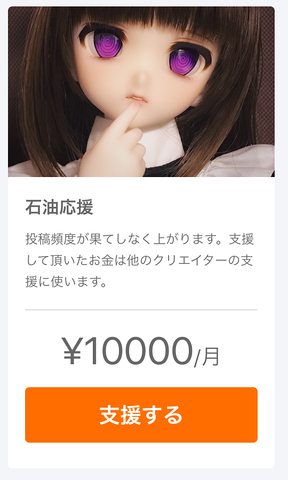 石油応援
投稿頻度が果てしなく上がります。支援
して頂いたお金は他のクリエイターの支
援に使います。
¥10000/月
支援する